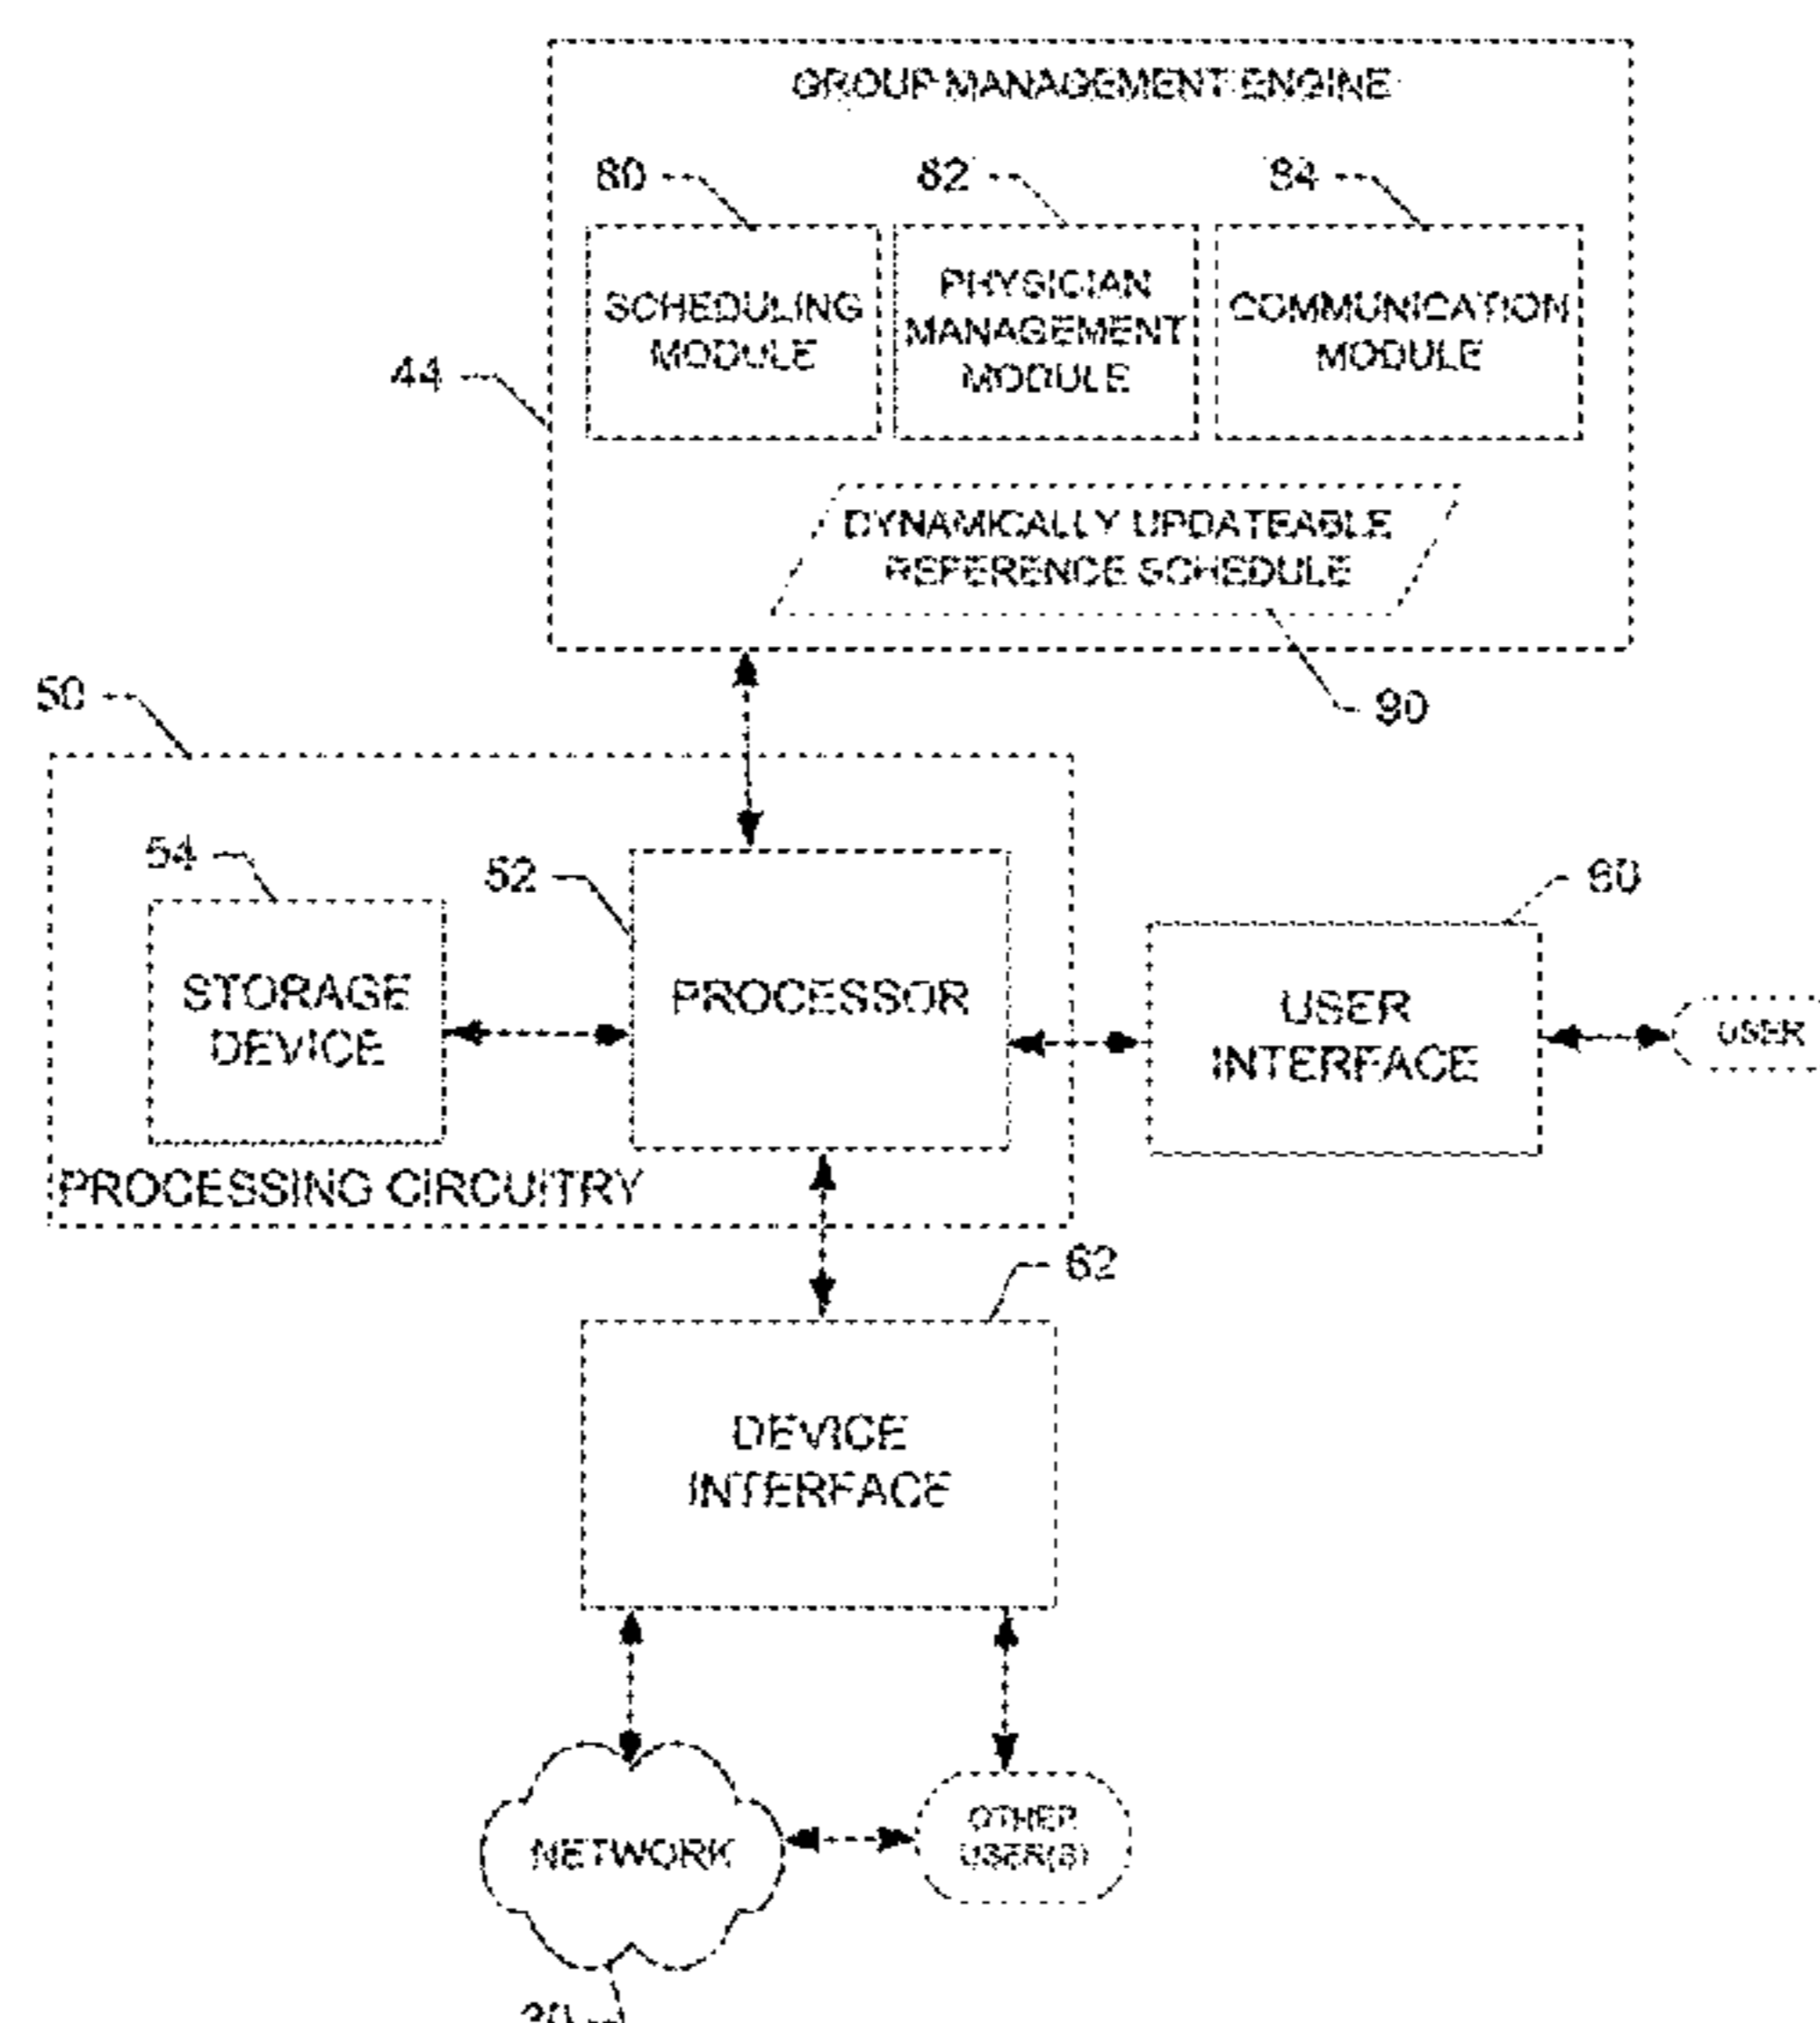 GROUP MANAGEMENT ENGINE
80
82
84
SCHEDULING
MODULE
PHYSICIAN
MANAGEMENT
MODULE
COMMUNICATION
MODULE
44
DYNAMICALLY UPDATEABLE
REFERENCE SCHEDULE
90
50
54
52
60
STORAGE
DEVICE
PROCESSOR
USER
INTERFACE
USER
PROCESSING CIRCUITRY
62
DEVICE
INTERFACE
NETWORK
OTHER
USER(S)